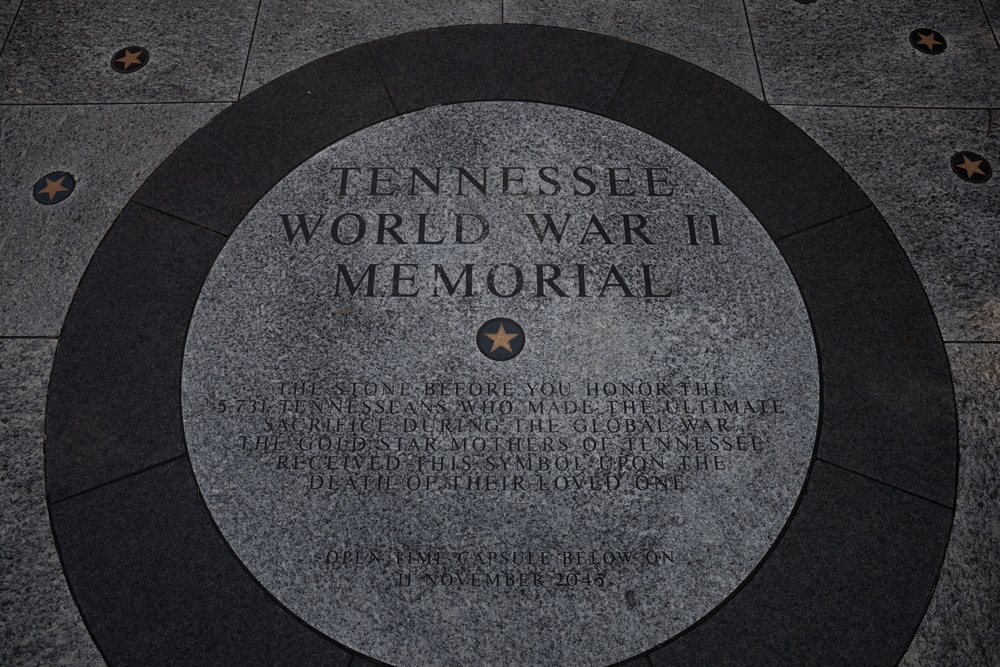 TENNESSEE
WORLD WAR II
MEMORIAL
THE STONE BEFORE YOU HONOR THE
5,731 TENNESSEANS WHO MADE THE ULTIMATE
SACRIFICE DURING THE GLOBAL WAR.
THE GOLD STAR MOTHERS OF TENNESSEE
RECEIVED THIS SYMBOL UPON THE
DEATH OF THEIR LOVED ONE
OPEN TIME CAPSULE BELOW ON
11 NOVEMBER 2045